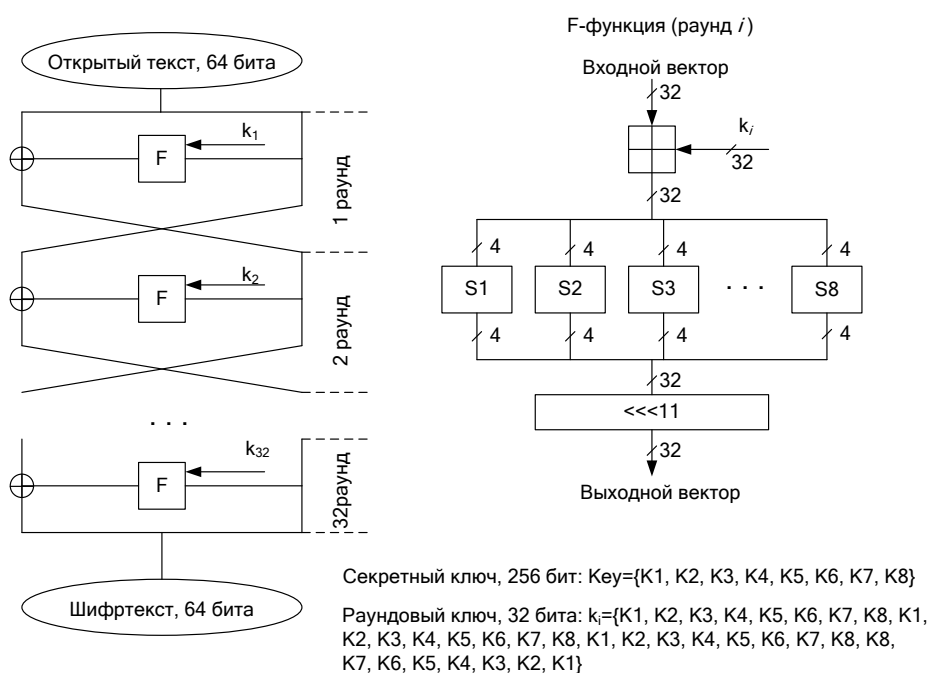 Открытый текст, 64 бита
k1
F
1 раунд
k2
F
2 раунд
. . .
k32
F
32раунд
Шифртекст, 64 бита
F-функция (раунд i)
Входной вектор
32
ki
32
32
4 4 4 4
S1 S2 S3 . . . S8
4 4 4 4
32
<<<11
32
Выходной вектор
Секретный ключ, 256 бит: Key={K1, K2, K3, K4, K5, K6, K7, K8}
Раундовый ключ, 32 бита: ki={K1, K2, K3, K4, K5, K6, K7, K8, K1,
K2, K3, K4, K5, K6, K7, K8, K1, K2, K3, K4, K5, K6, K7, K8, K8,
K7, K6, K5, K4, K3, K2, K1}